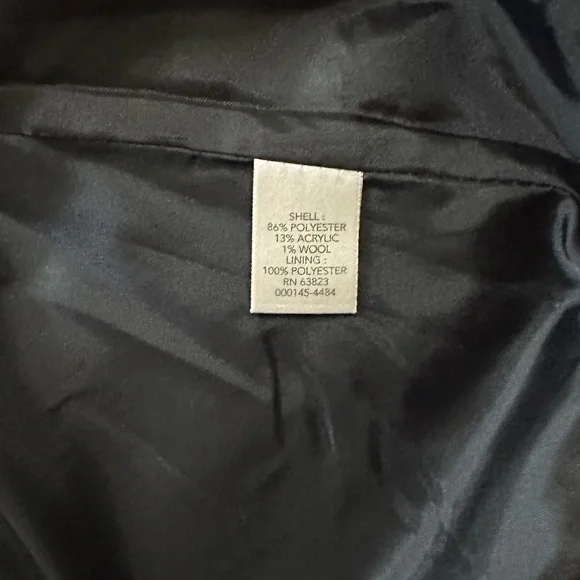 SHELL :
86% POLYESTER
13% ACRYLIC
1% WOOL
LINING :
100% POLYESTER
RN 63823
000145-4484